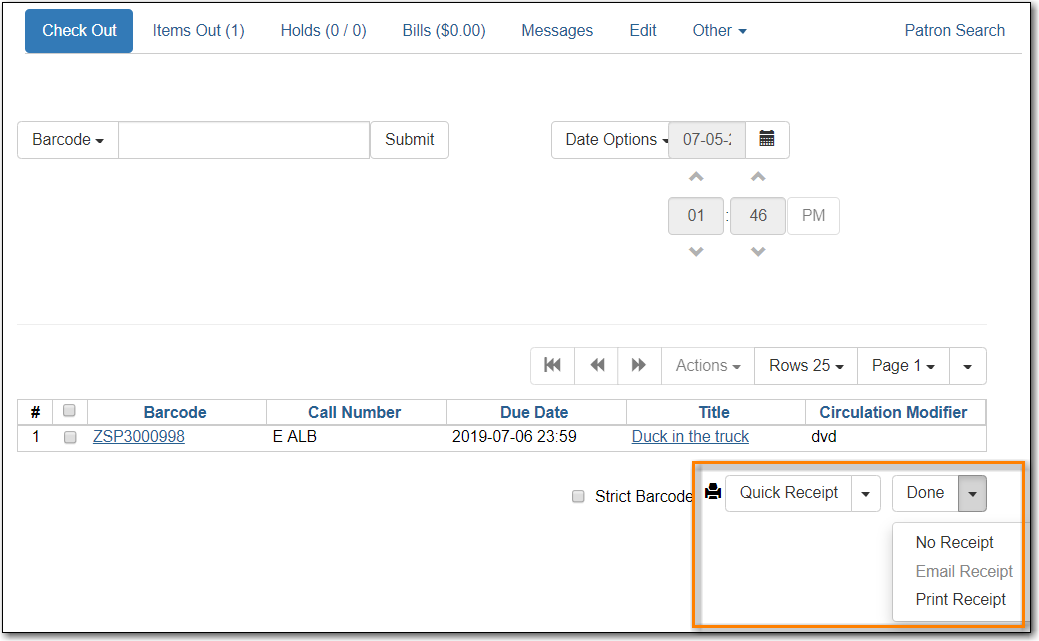 Check Out Items Out (1) Holds (0 / 0) Bills ($0.00) Messages Edit Other Patron Search
Barcode Submit Date Options 07-05-
01 : 46 PM
Actions Rows 25 Page 1
# Barcode Call Number Due Date Title Circulation Modifier
1 ZSP3000998 E ALB 2019-07-06 23:59 Duck in the truck dvd
Strict Barcode Quick Receipt Done
No Receipt
Email Receipt
Print Receipt